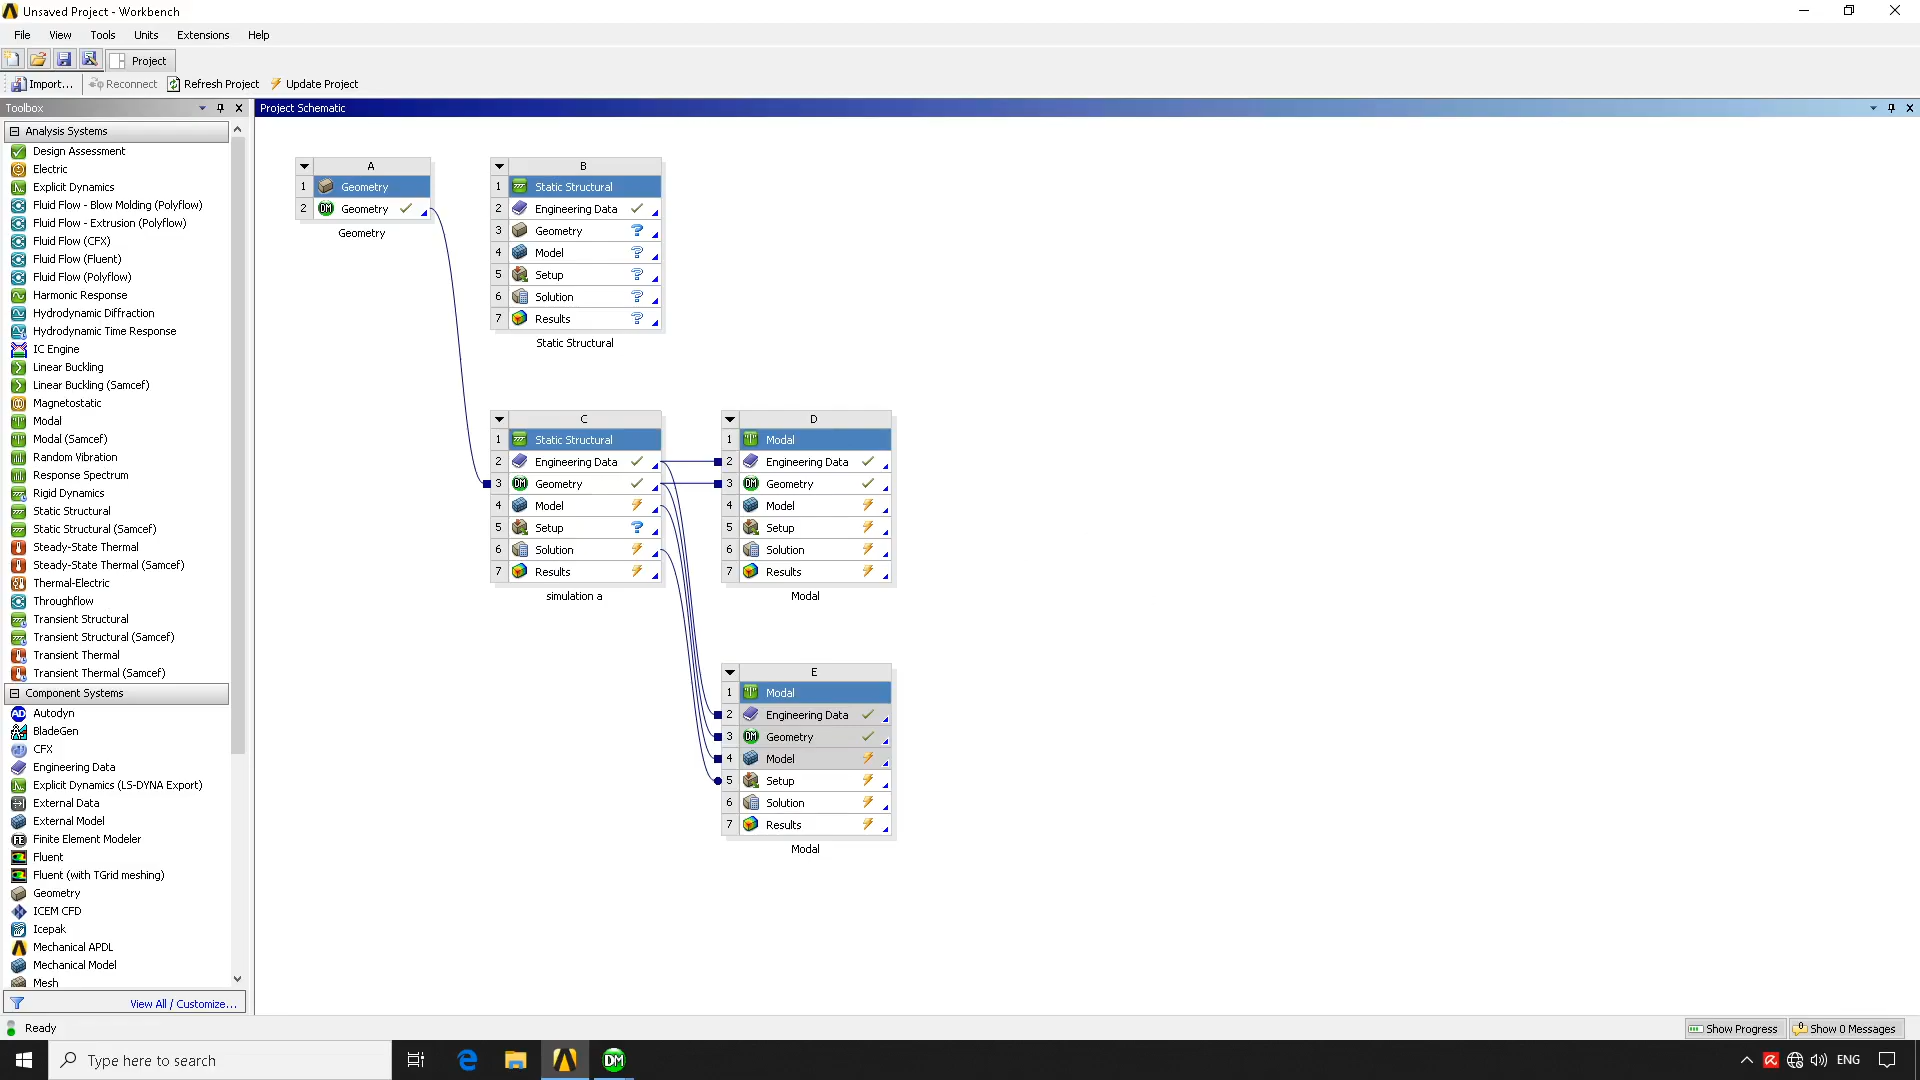 Unsaved Project - Workbench
File View Tools Units Extensions Help
Project
Import... Reconnect Refresh Project Update Project
Toolbox
Analysis Systems
Design Assessment
Electric
Explicit Dynamics
Fluid Flow - Blow Molding (Polyflow)
Fluid Flow - Extrusion (Polyflow)
Fluid Flow (CFX)
Fluid Flow (Fluent)
Fluid Flow (Polyflow)
Harmonic Response
Hydrodynamic Diffraction
Hydrodynamic Time Response
IC Engine
Linear Buckling
Linear Buckling (Samcef)
Magnetostatic
Modal
Modal (Samcef)
Random Vibration
Response Spectrum
Rigid Dynamics
Static Structural
Static Structural (Samcef)
Steady-State Thermal
Steady-State Thermal (Samcef)
Thermal-Electric
Throughflow
Transient Structural
Transient Structural (Samcef)
Transient Thermal
Transient Thermal (Samcef)
Component Systems
AD Autodyn
BladeGen
CFX
Engineering Data
Explicit Dynamics (LS-DYNA Export)
External Data
External Model
FE Finite Element Modeler
Fluent
Fluent (with TGrid meshing)
Geometry
ICEM CFD
Icepak
Mechanical APDL
Mechanical Model
Mesh
View All / Customize...
Project Schematic
A
1 Geometry
2 DM Geometry
Geometry
B
1 Static Structural
2 Engineering Data
3 Geometry ?
4 Model ?
5 Setup ?
6 Solution ?
7 Results ?
Static Structural
C
1 Static Structural
2 Engineering Data
3 DM Geometry
4 Model
5 Setup ?
6 Solution
7 Results
simulation a
D
1 Modal
2 Engineering Data
3 DM Geometry
4 Model
5 Setup
6 Solution
7 Results
Modal
E
1 Modal
2 Engineering Data
3 DM Geometry
4 Model
5 Setup
6 Solution
7 Results
Modal
Ready
Show Progress Show 0 Messages
Type here to search
DM
ENG